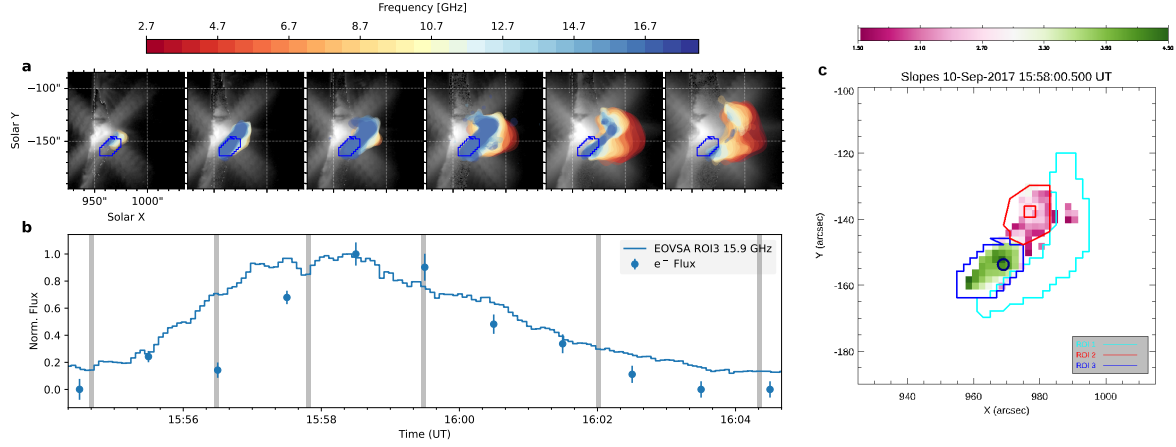 Frequency [GHz]
2.7 4.7 6.7 8.7 10.7 12.7 14.7 16.7
1.50 2.10 2.70 3.30 3.90 4.50
a
c
Slopes 10-Sep-2017 15:58:00.500 UT
Solar Y
−100"
−150"
950" 1000"
Solar X
b
Norm. Flux
1.0
0.8
0.6
0.4
0.2
0.0
EOVSA ROI3 15.9 GHz
e− Flux
15:56 15:58 16:00 16:02 16:04
Time (UT)
Y (arcsec)
-100
-120
-140
-160
-180
ROI 1
ROI 2
ROI 3
940 960 980 1000
X (arcsec)